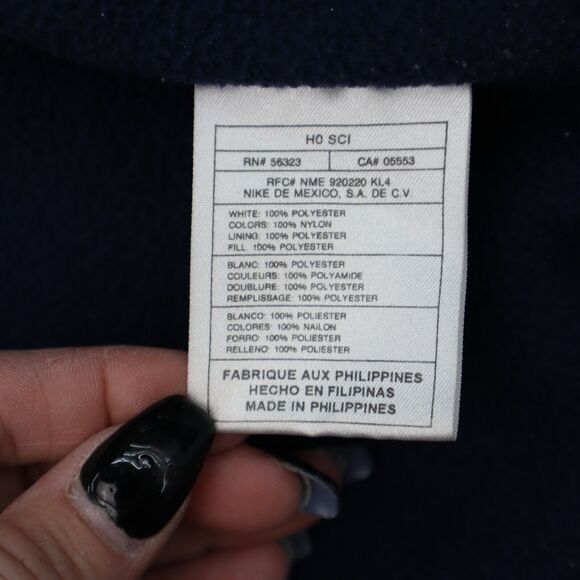 H0 SCI
RN# 56323 CA# 05553
RFC# NME 920220 KL4
NIKE DE MEXICO, S.A. DE C.V.
WHITE: 100% POLYESTER
COLORS: 100% NYLON
LINING: 100% POLYESTER
FILL: 100% POLYESTER
BLANC: 100% POLYESTER
COULEURS: 100% POLYAMIDE
DOUBLURE: 100% POLYESTER
REMPLISSAGE: 100% POLYESTER
BLANCO: 100% POLIESTER
COLORES: 100% NAILON
FORRO: 100% POLIESTER
RELLENO: 100% POLIESTER
FABRIQUE AUX PHILIPPINES
HECHO EN FILIPINAS
MADE IN PHILIPPINES